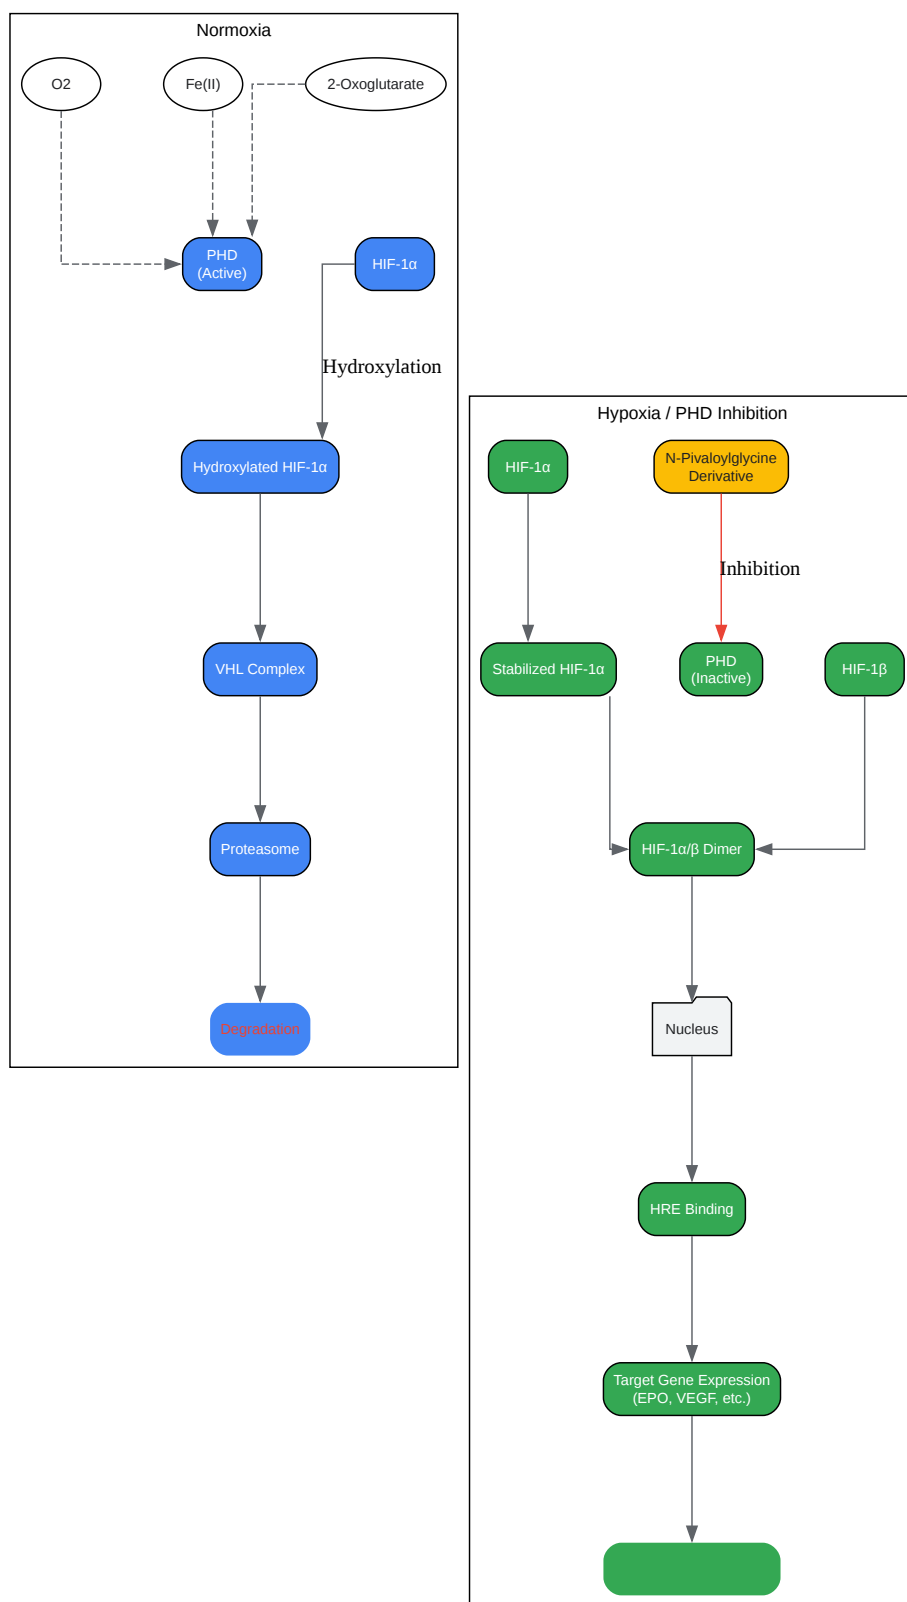 Normoxia
O2
Fe(II)
2-Oxoglutarate
PHD
(Active)
HIF-1α
Hydroxylation
Hydroxylated HIF-1α
VHL Complex
Proteasome
Degradation
Hypoxia / PHD Inhibition
HIF-1α
N-Pivaloylglycine
Derivative
Inhibition
Stabilized HIF-1α
PHD
(Inactive)
HIF-1β
HIF-1α/β Dimer
Nucleus
HRE Binding
Target Gene Expression
(EPO, VEGF, etc.)